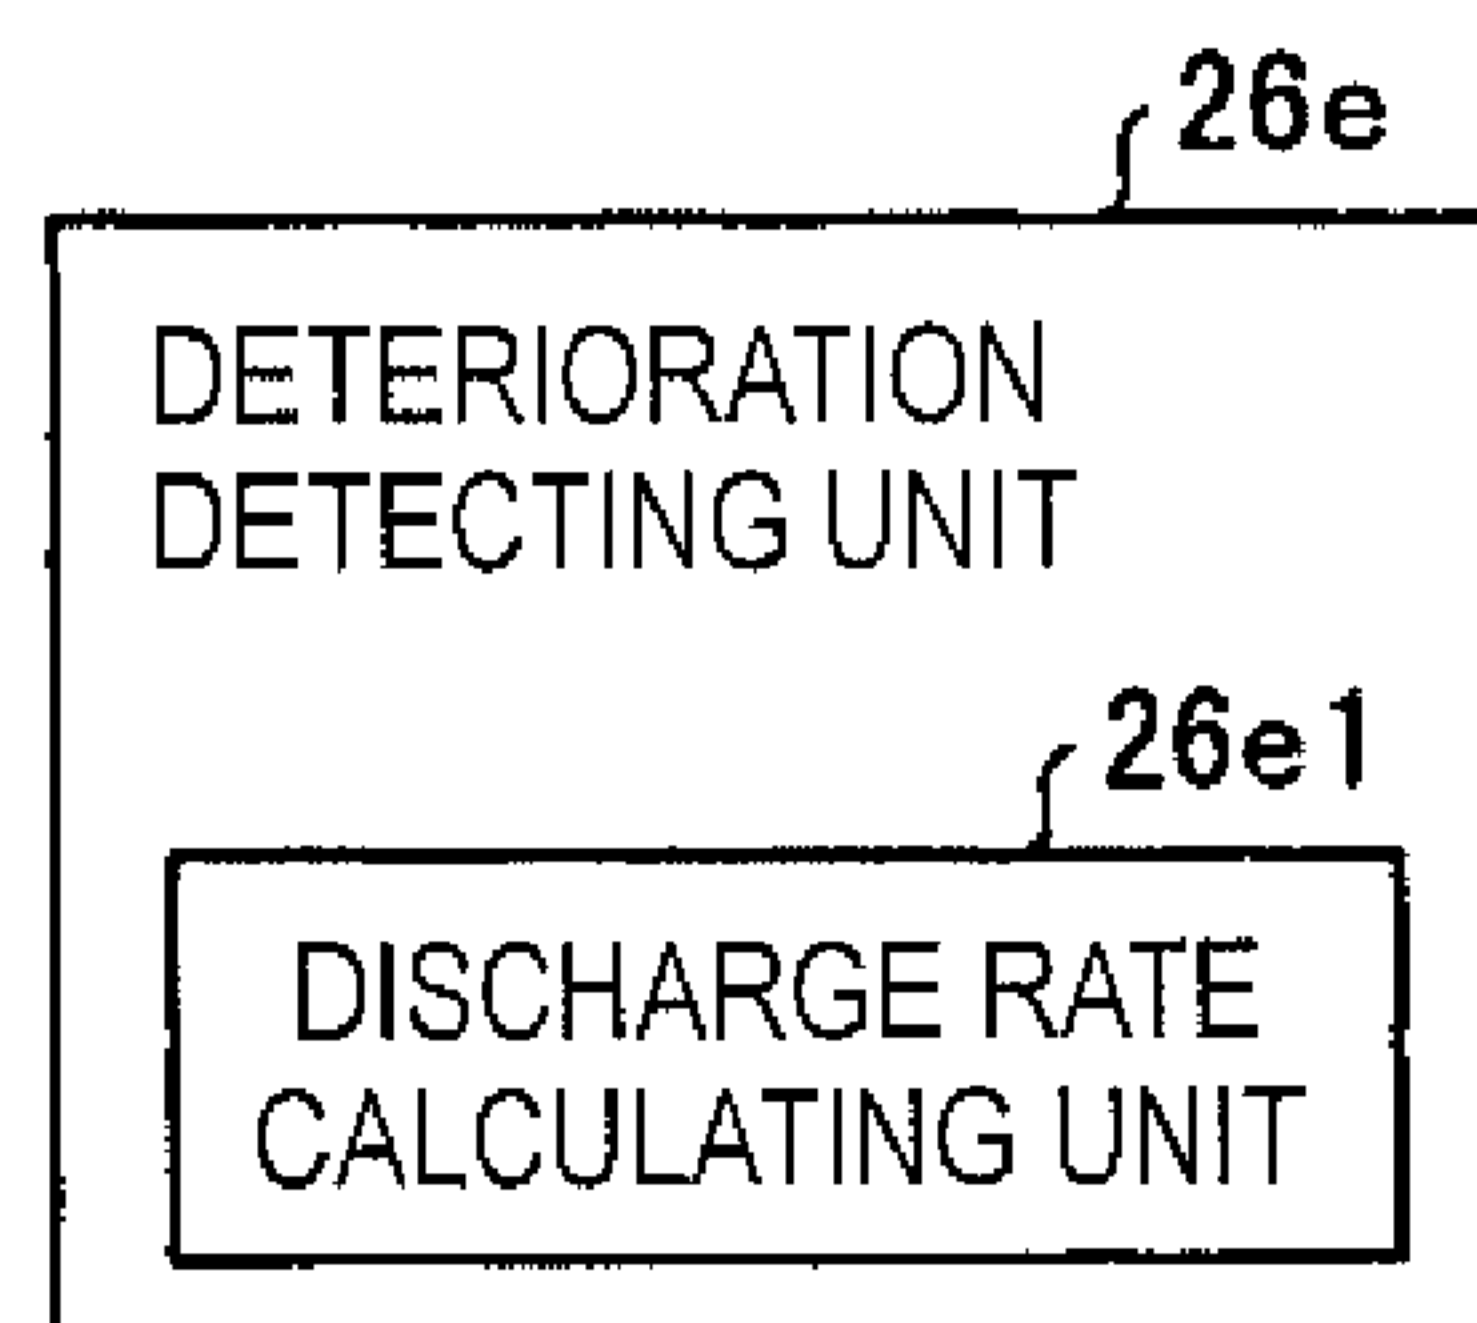 26e
DETERIORATION
DETECTING UNIT
26e1
DISCHARGE RATE
CALCULATING UNIT